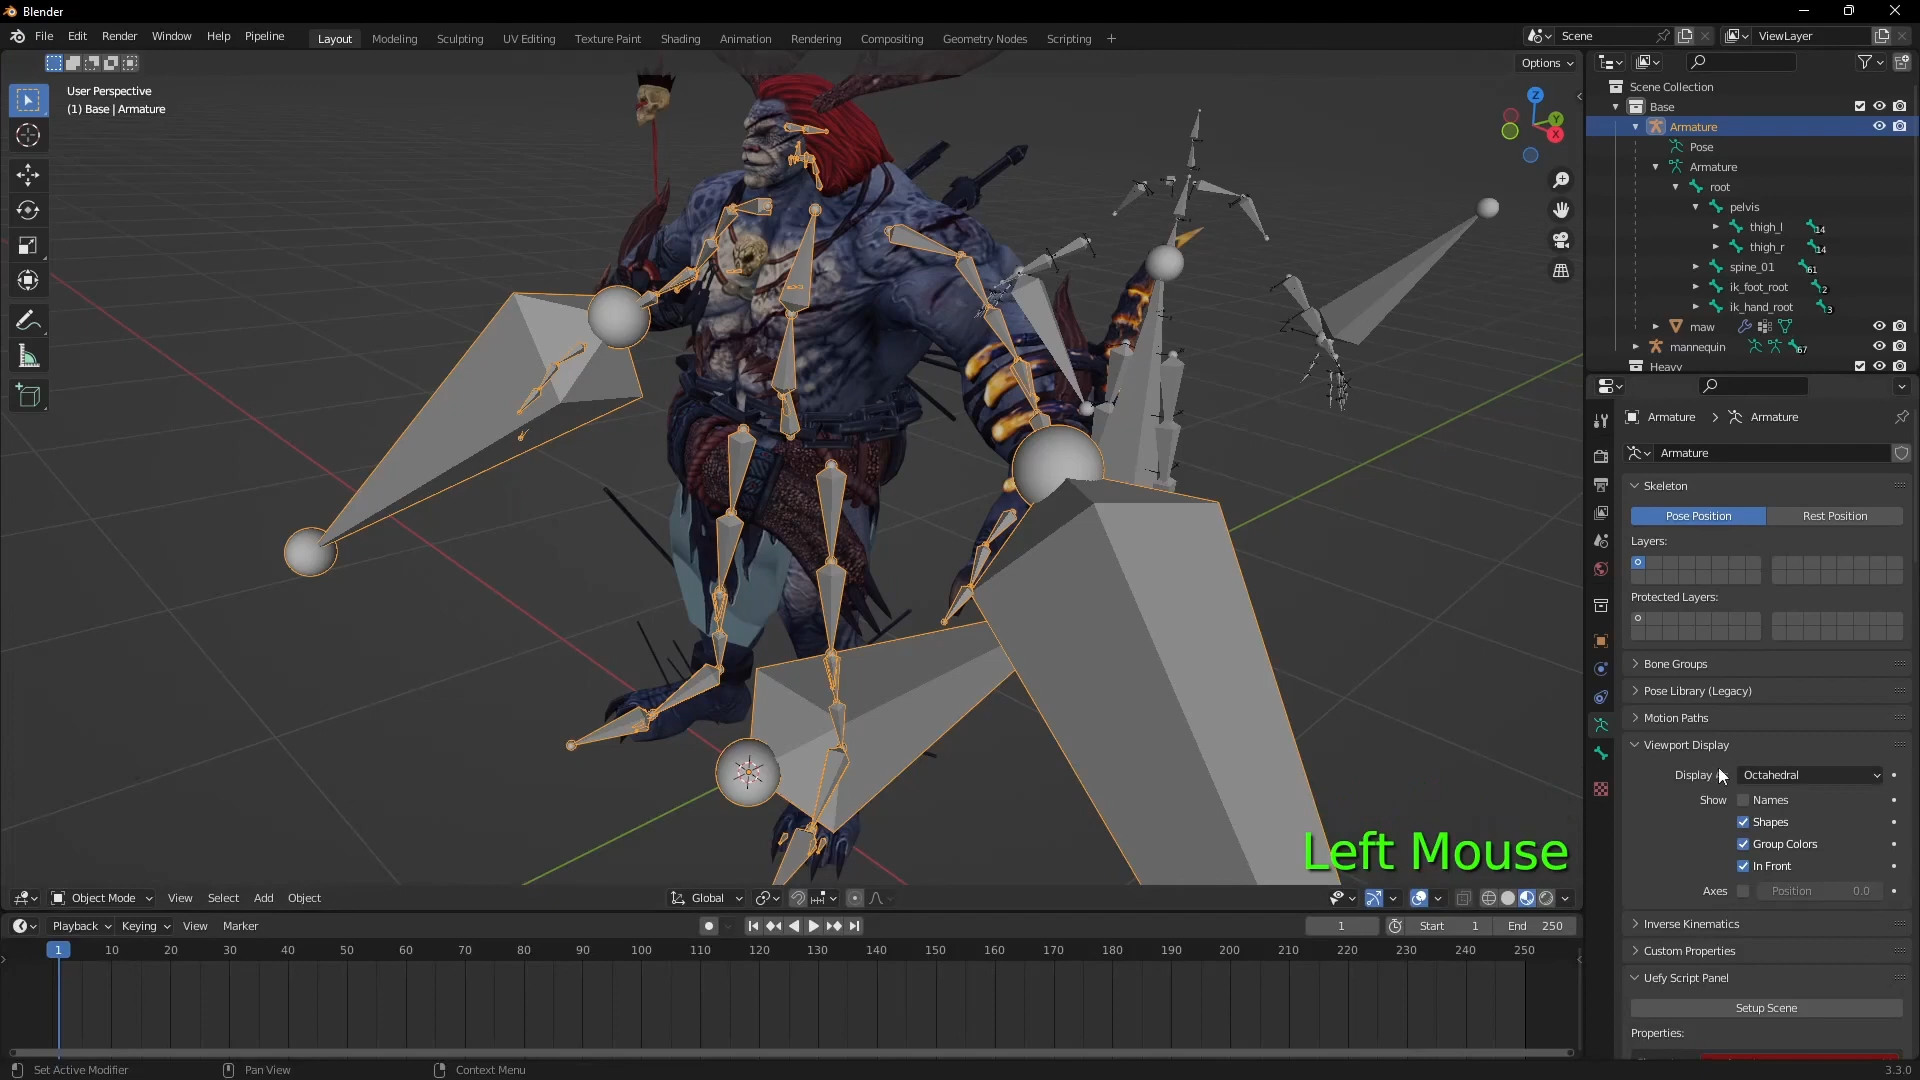 Blender
File Edit Render Window Help Pipeline Layout Modeling Sculpting UV Editing Texture Paint Shading Animation Rendering Compositing Geometry Nodes Scripting + Scene ViewLayer
Options
User Perspective
(1) Base | Armature
Z
Y
X
Scene Collection
Base
Armature
Pose
Armature
root
pelvis
thigh_l 14
thigh_r 14
spine_01 61
ik_foot_root 2
ik_hand_root 3
maw
mannequin 67
Heavy
Armature > Armature
Armature
Skeleton
Pose Position Rest Position
Layers:
Protected Layers:
Bone Groups
Pose Library (Legacy)
Motion Paths
Viewport Display
Display Octahedral
Show Names
Shapes
Group Colors
In Front
Axes Position 0.0
Inverse Kinematics
Custom Properties
Uefy Script Panel
Setup Scene
Properties:
Left Mouse
Object Mode View Select Add Object Global
Playback Keying View Marker 1 Start 1 End 250
1 10 20 30 40 50 60 70 80 90 100 110 120 130 140 150 160 170 180 190 200 210 220 230 240 250
Set Active Modifier Pan View Context Menu 3.3.0